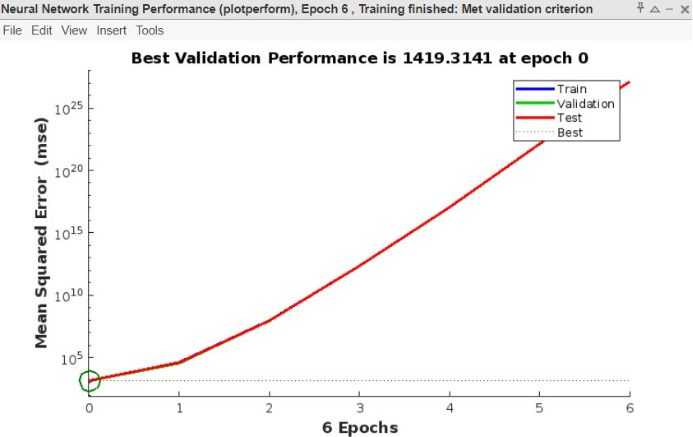 Neural Network Training Performance (plotperform), Epoch 6 , Training finished: Met validation criterion
File Edit View Insert Tools
Best Validation Performance is 1419.3141 at epoch 0
Train
Validation
Test
Best
10^25
10^20
10^15
10^10
10^5
Mean Squared Error (mse)
0 1 2 3 4 5 6
6 Epochs